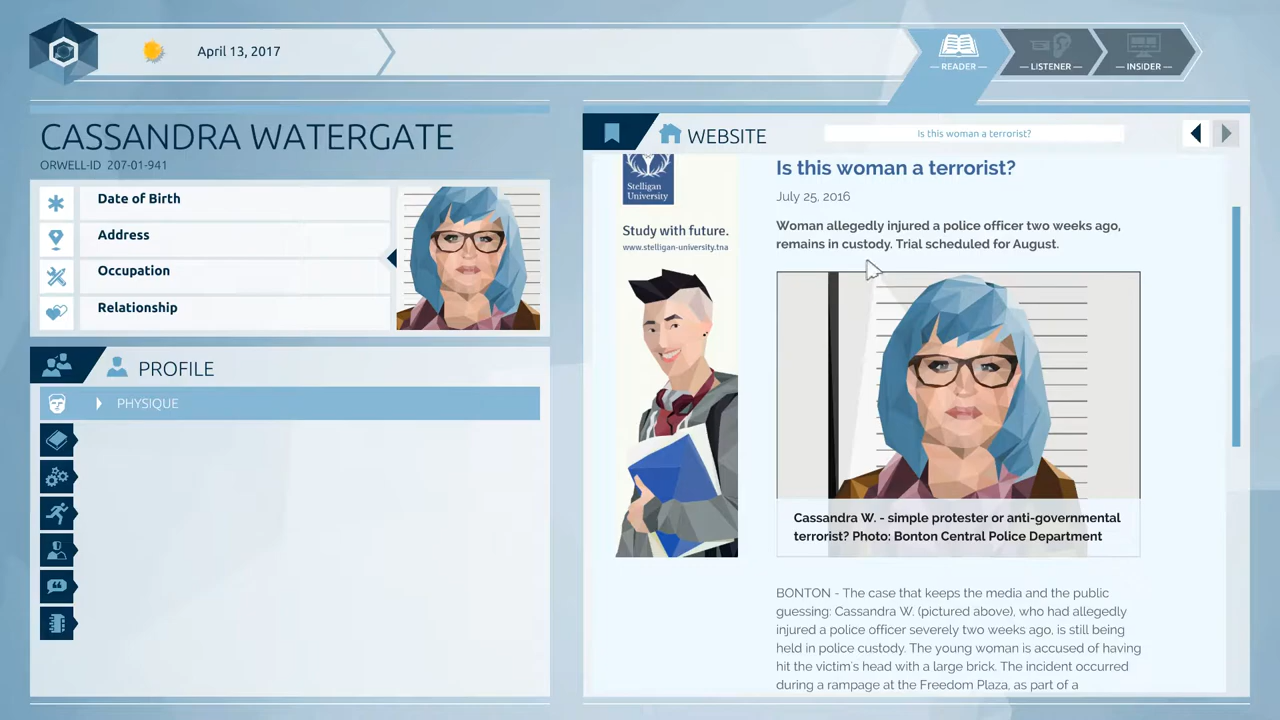 April 13, 2017
— READER —
— LISTENER —
— INSIDER —
CASSANDRA WATERGATE
ORWELL-ID 207-01-941
Date of Birth
Address
Occupation
Relationship
PROFILE
PHYSIQUE
WEBSITE
Is this woman a terrorist?
Stelligan
University
Study with future.
www.stelligan-university.tna
Is this woman a terrorist?
July 25, 2016
Woman allegedly injured a police officer two weeks ago,
remains in custody. Trial scheduled for August.
Cassandra W. - simple protester or anti-governmental
terrorist? Photo: Bonton Central Police Department
BONTON - The case that keeps the media and the public
guessing: Cassandra W. (pictured above), who had allegedly
injured a police officer severely two weeks ago, is still being
held in police custody. The young woman is accused of having
hit the victim's head with a large brick. The incident occurred
during a rampage at the Freedom Plaza, as part of a